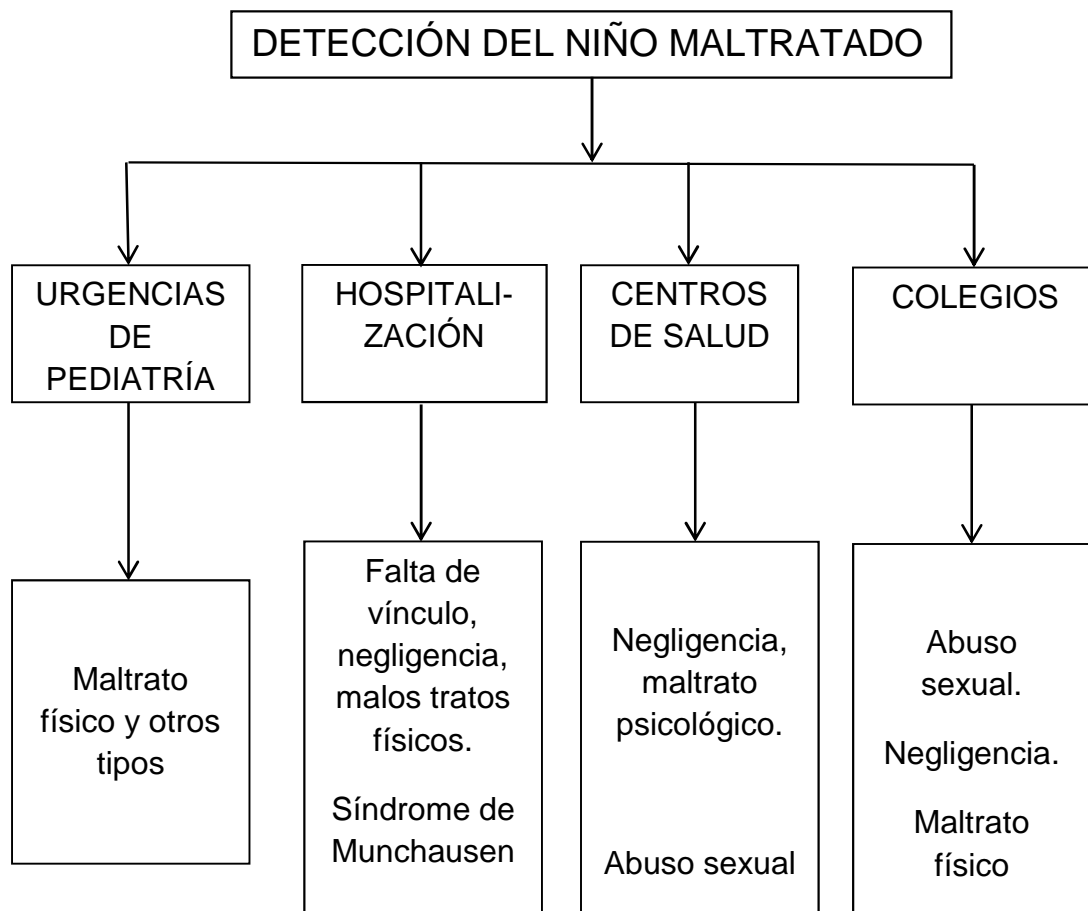 DETECCIÓN DEL NIÑO MALTRATADO
URGENCIAS
DE
PEDIATRÍA
HOSPITALI-
ZACIÓN
CENTROS
DE SALUD
COLEGIOS
Maltrato
físico y otros
tipos
Falta de
vínculo,
negligencia,
malos tratos
físicos.
Síndrome de
Munchausen
Negligencia,
maltrato
psicológico.
Abuso sexual
Abuso
sexual.
Negligencia.
Maltrato
físico